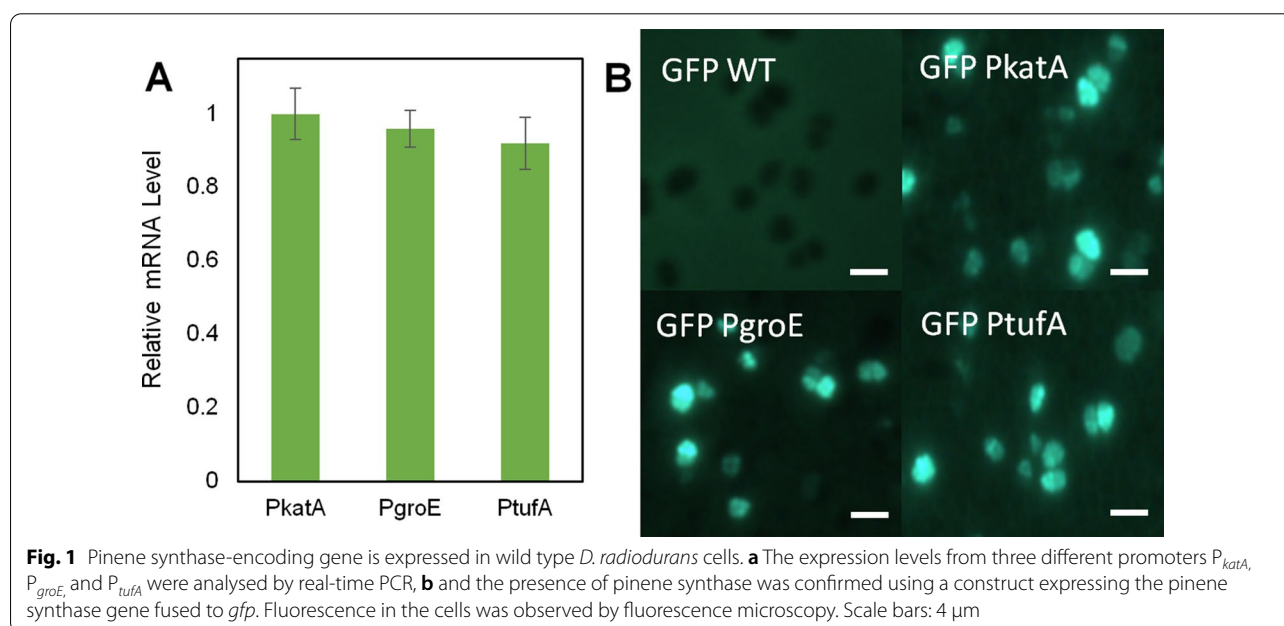 A
Relative mRNA Level
1
0.8
0.6
0.4
0.2
0
PkatA PgroE PtufA
B
GFP WT
GFP PkatA
GFP PgroE
GFP PtufA
Fig. 1 Pinene synthase-encoding gene is expressed in wild type D. radiodurans cells. a The expression levels from three different promoters PkatA,
PgroE, and PtufA were analysed by real-time PCR, b and the presence of pinene synthase was confirmed using a construct expressing the pinene
synthase gene fused to gfp. Fluorescence in the cells was observed by fluorescence microscopy. Scale bars: 4 µm